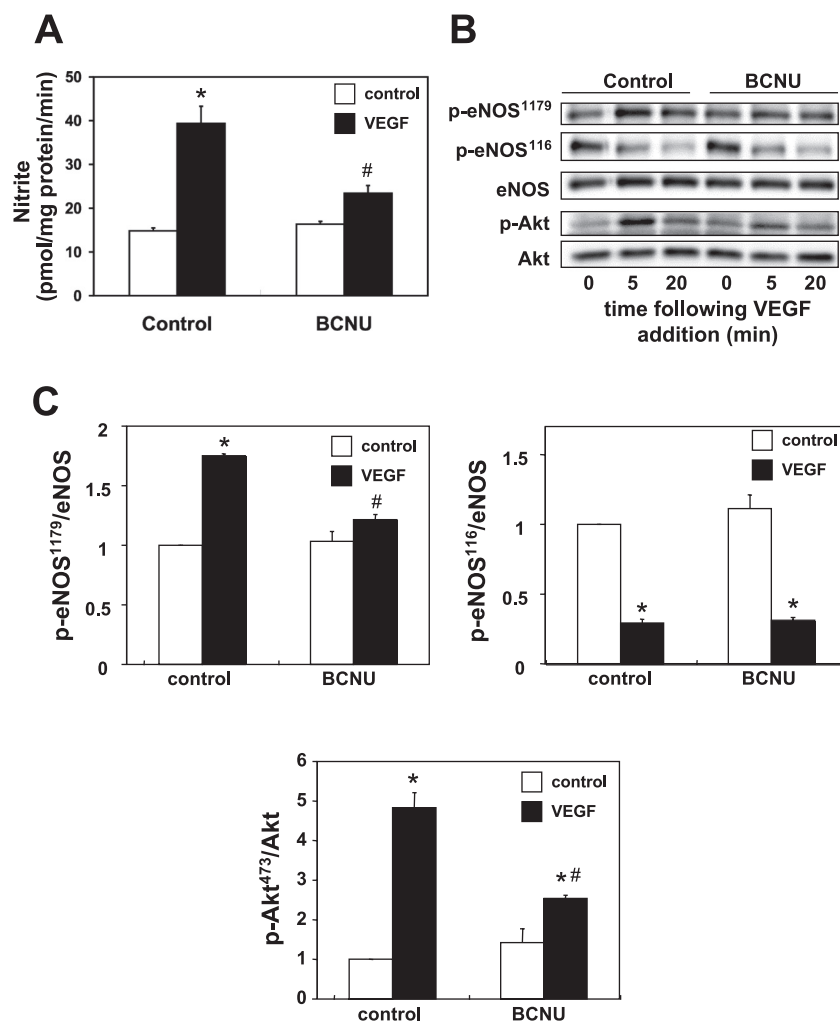 A
50
40
30
20
10
0
Nitrite
(pmol/mg protein/min)
*
#
control
VEGF
Control
BCNU
B
Control BCNU
p-eNOS¹¹⁷⁹
p-eNOS¹¹⁶
eNOS
p-Akt
Akt
0 5 20 0 5 20
time following VEGF
addition (min)
C
2
1.5
1
0.5
0
p-eNOS¹¹⁷⁹/eNOS
*
#
control
VEGF
control
BCNU
1.5
1
0.5
0
p-eNOS¹¹⁶/eNOS
control
VEGF
*
*
control
BCNU
6
5
4
3
2
1
0
p-Akt⁴⁷³/Akt
*
*#
control
VEGF
control
BCNU